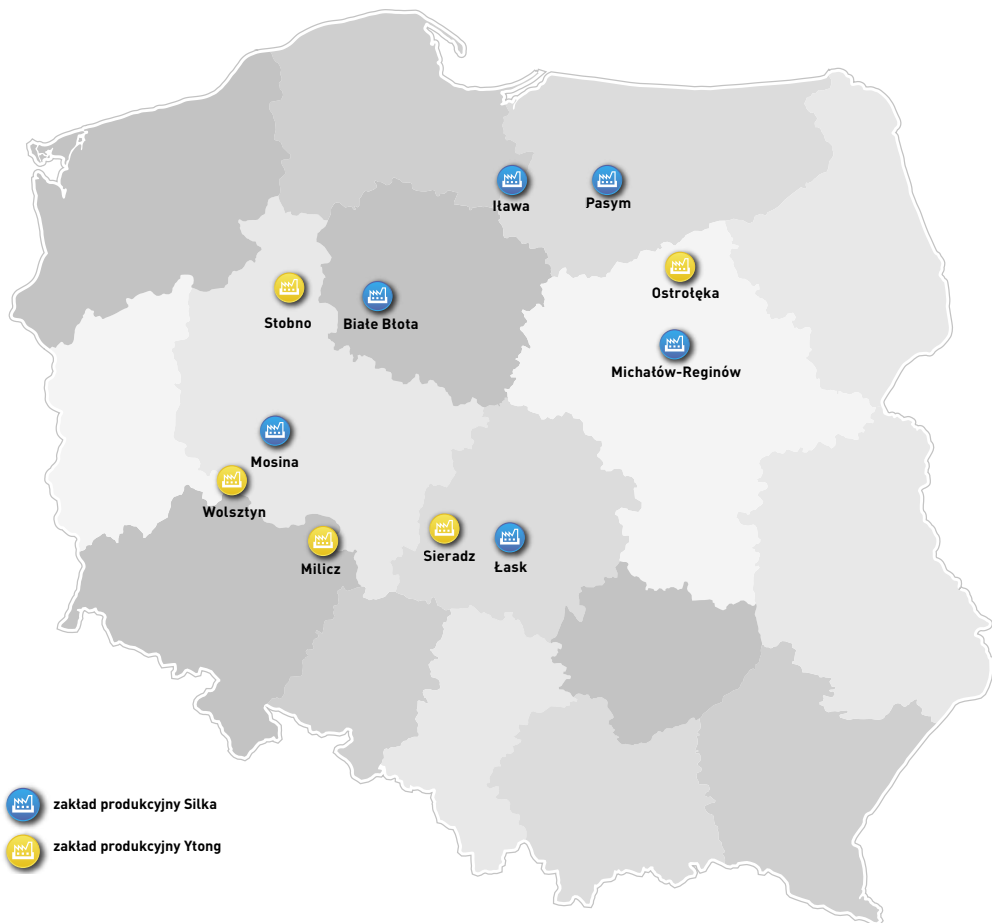 Iława
Pasym
Ostrołęka
Stobno
Białe Błota
Michałów-Reginów
Mosina
Wolsztyn
Sieradz
Łask
Milicz
zakład produkcyjny Silka
zakład produkcyjny Ytong